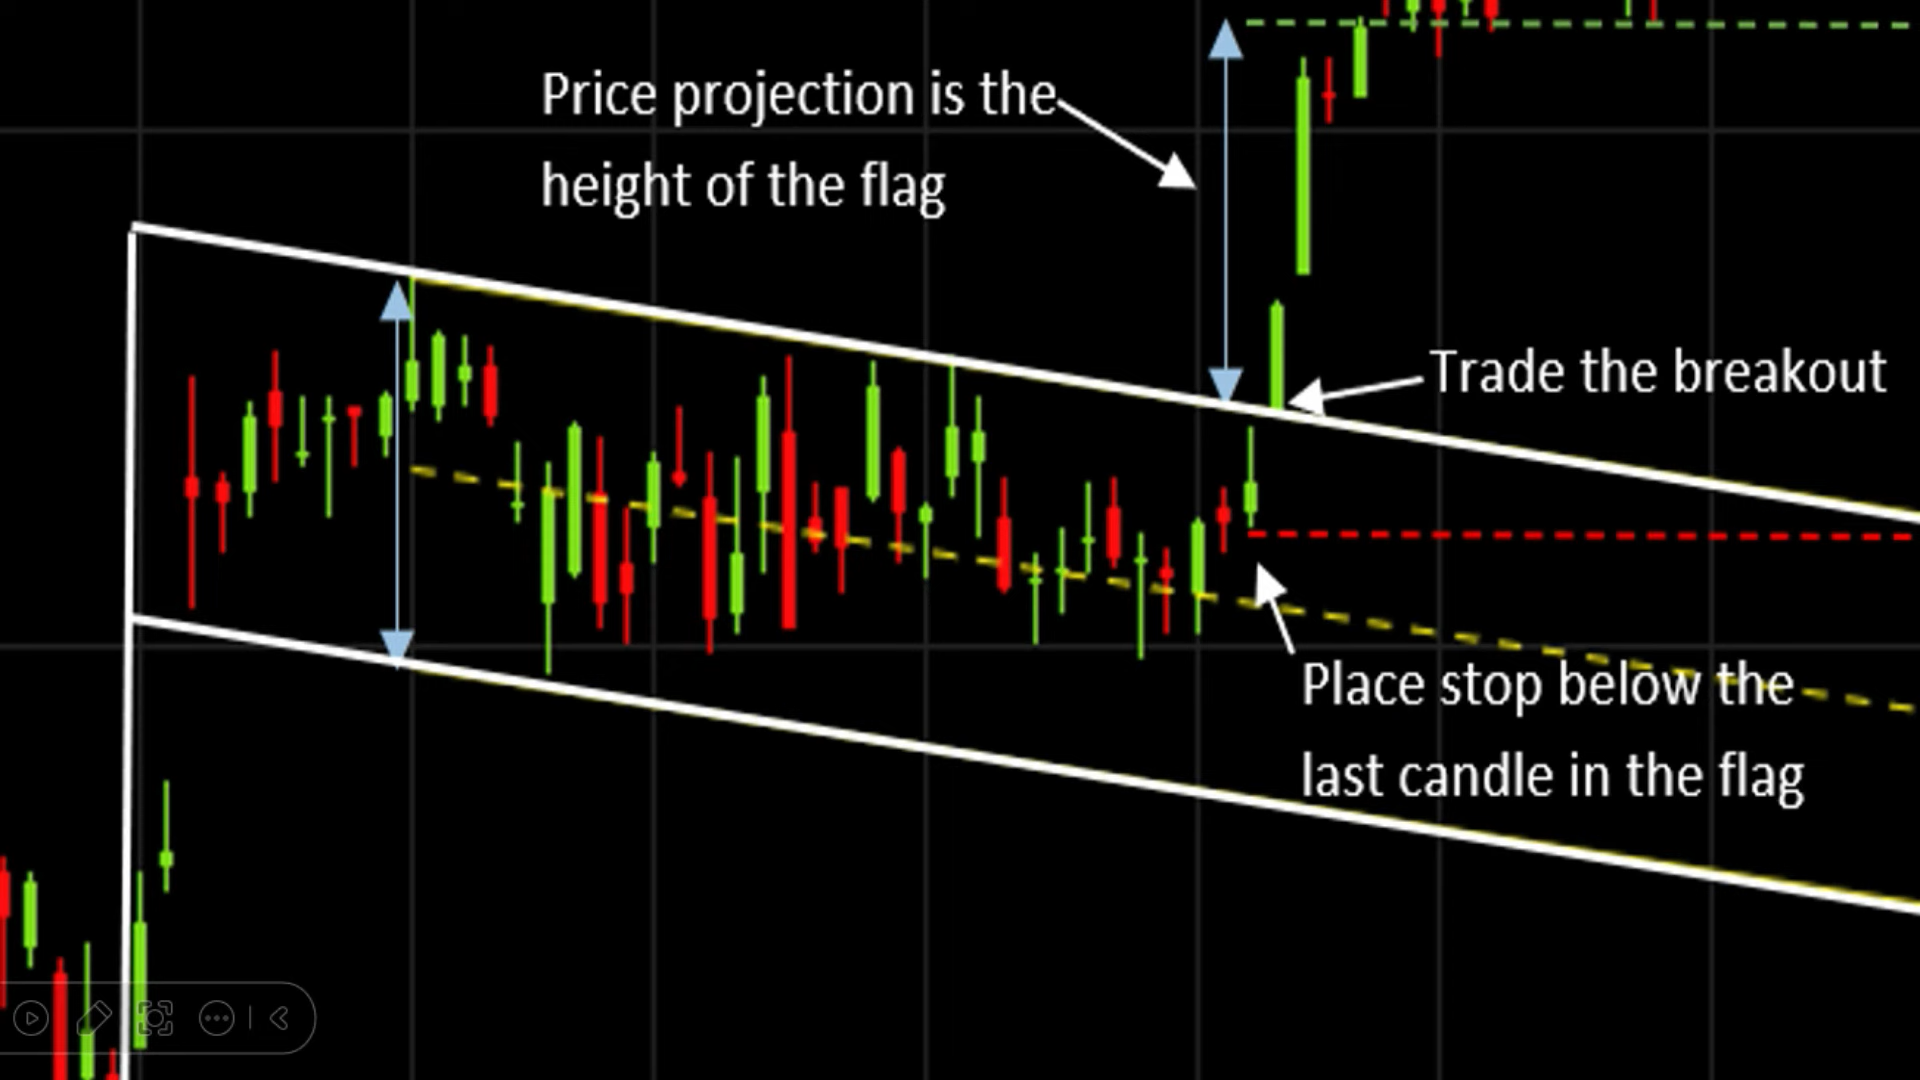 Price projection is the
height of the flag
Trade the breakout
Place stop below the
last candle in the flag